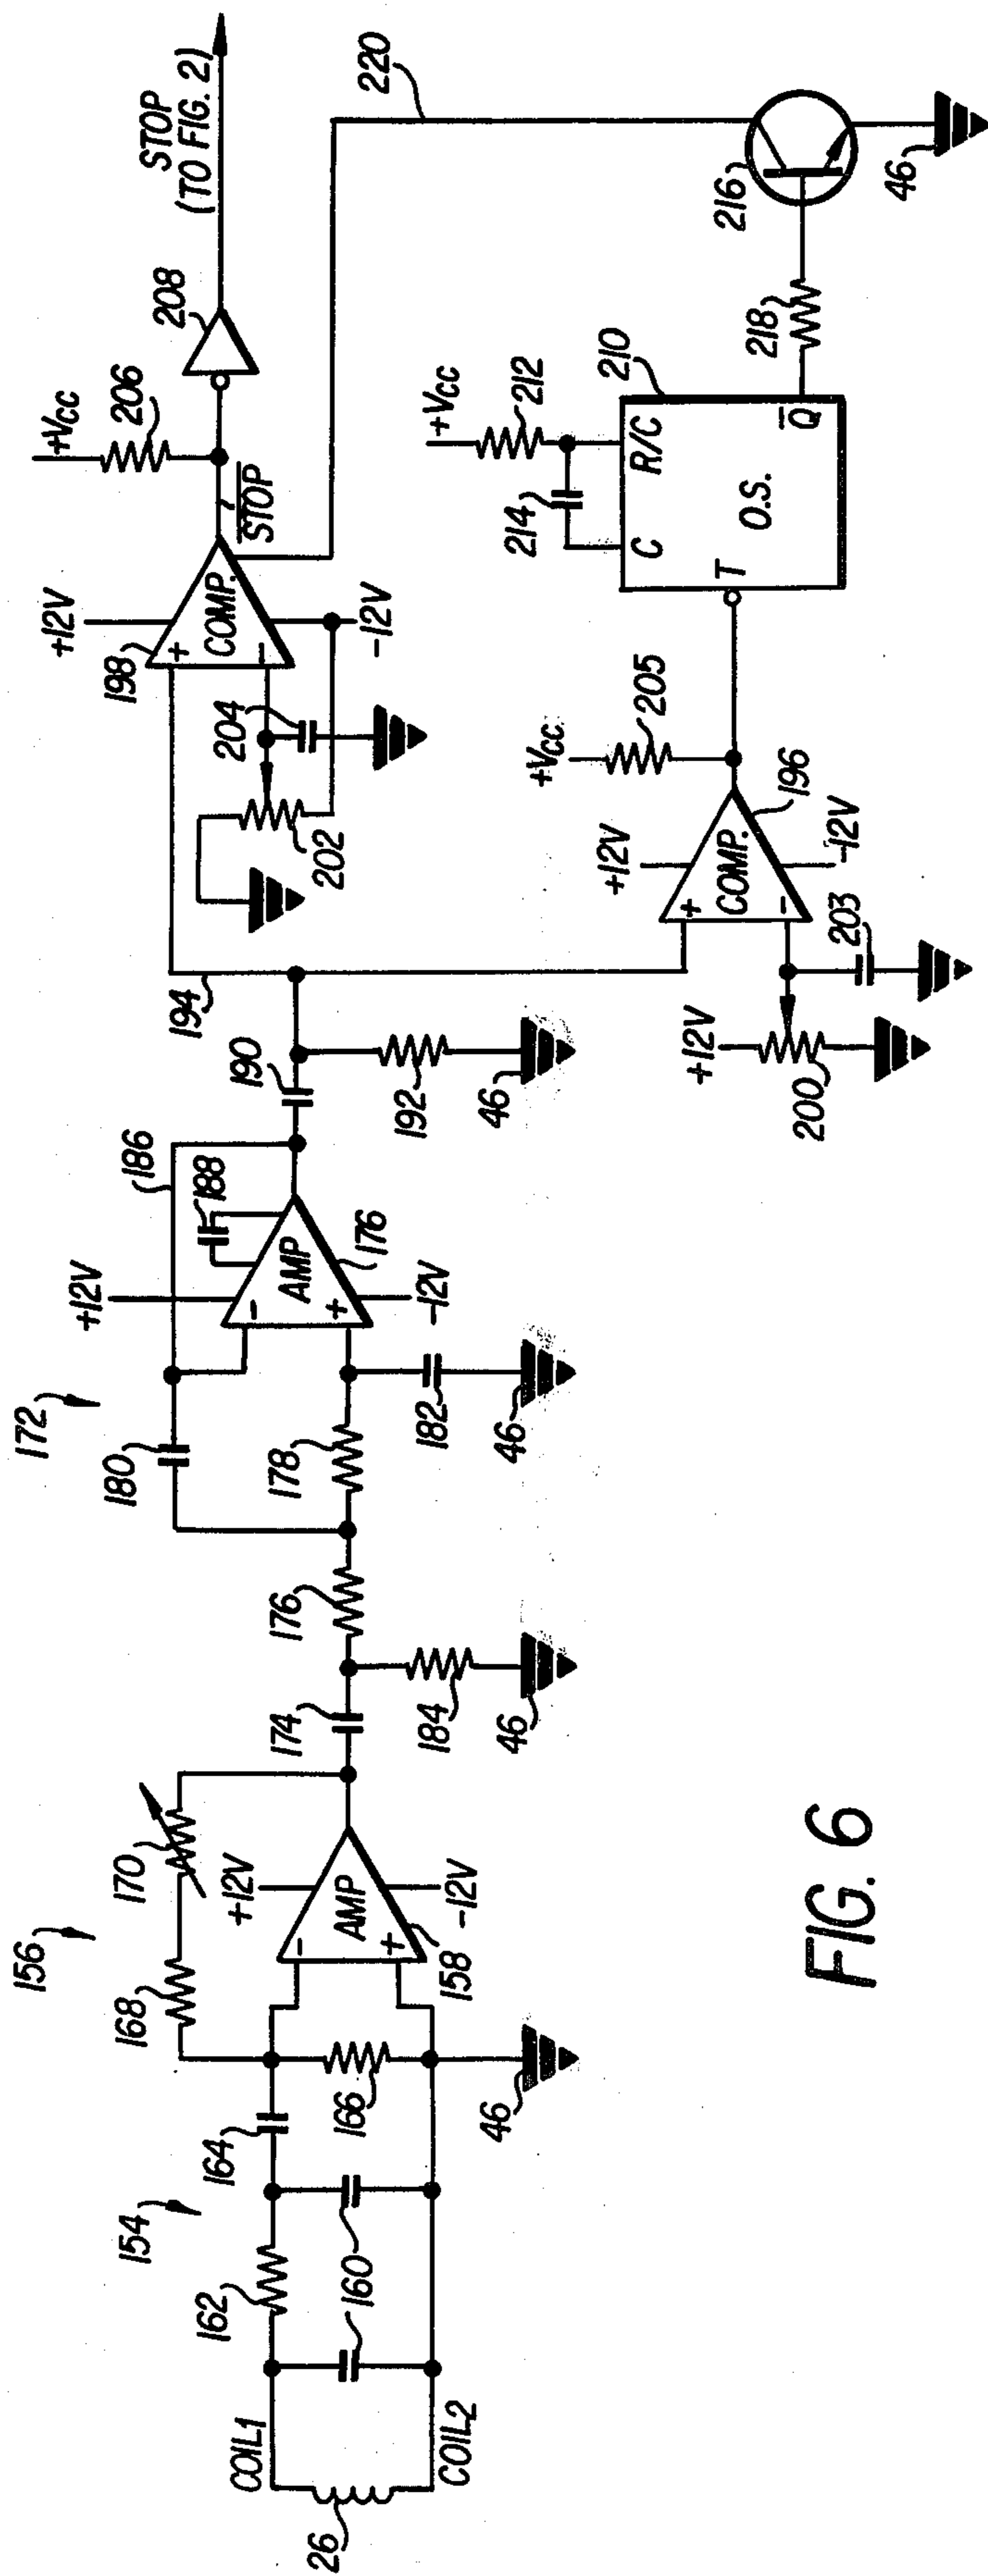 COIL1
COIL2
26
154
162
160
164
166
46
156
168
170
+12V
-
AMP
+
158
-12V
174
184
46
172
176
178
180
182
46
+12V
-
AMP
+
176
-12V
186
188
190
192
46
194
198
+12V
+
COMP.
-
-12V
202
204
STOP
+Vcc
206
208
STOP
(TO FIG. 2)
+12V
200
203
+12V
+
COMP.
-
-12V
196
+Vcc
205
T
C
R/C
O.S.
Q
210
214
212
+Vcc
218
216
220
46
FIG. 6